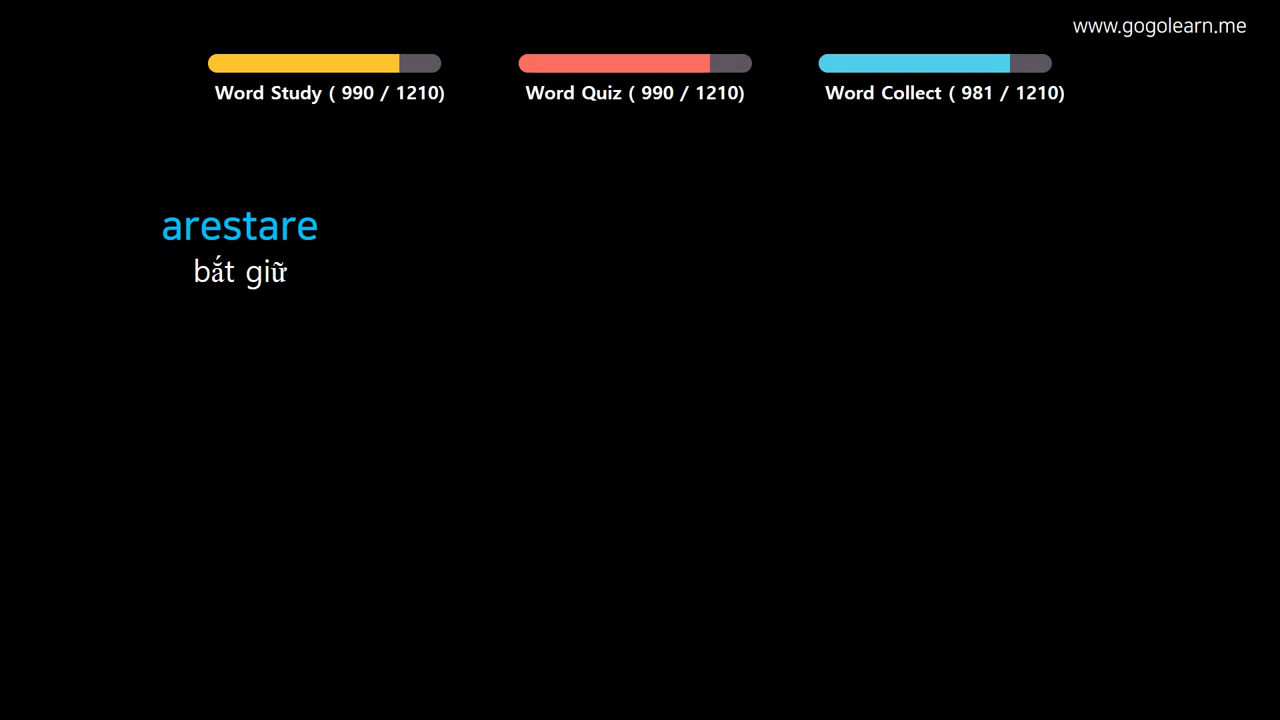 www.gogolearn.me
Word Study ( 990 / 1210)
Word Quiz ( 990 / 1210)
Word Collect ( 981 / 1210)
arestare
bắt giữ